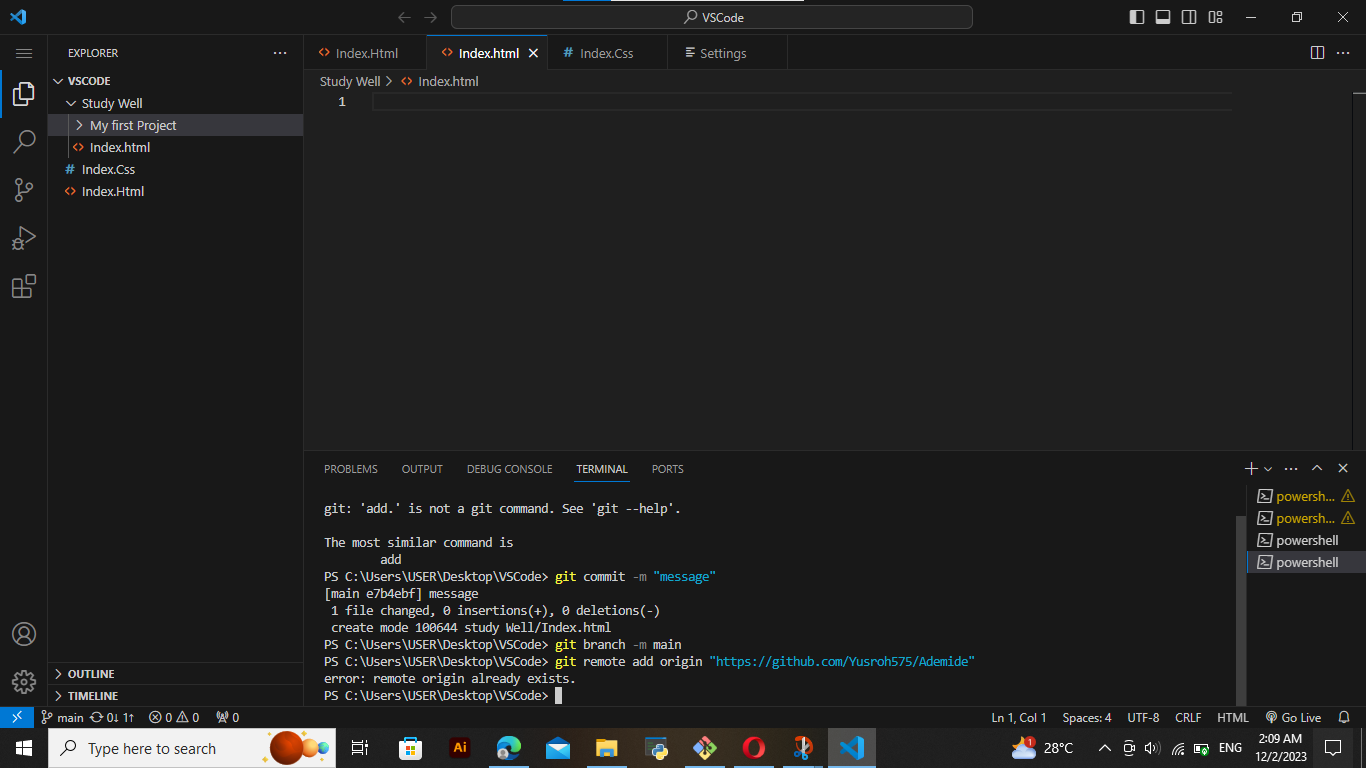 VSCode
EXPLORER
VSCODE
Study Well
My first Project
Index.html
Index.Css
Index.Html
OUTLINE
TIMELINE
Index.Html
Index.html
Index.Css
Settings
Study Well > Index.html
1
PROBLEMS OUTPUT DEBUG CONSOLE TERMINAL PORTS
git: 'add.' is not a git command. See 'git --help'.
The most similar command is
add
PS C:\Users\USER\Desktop\VSCode> git commit -m "message"
[main e7b4ebf] message
1 file changed, 0 insertions(+), 0 deletions(-)
create mode 100644 study Well/Index.html
PS C:\Users\USER\Desktop\VSCode> git branch -m main
PS C:\Users\USER\Desktop\VSCode> git remote add origin "https://github.com/Yusroh575/Ademide"
error: remote origin already exists.
PS C:\Users\USER\Desktop\VSCode>
powersh...
powersh...
powershell
powershell
main 0↓ 1↑ 0 0 0
Ln 1, Col 1 Spaces: 4 UTF-8 CRLF HTML Go Live
Type here to search
Ai
1
28°C
ENG
2:09 AM
12/2/2023